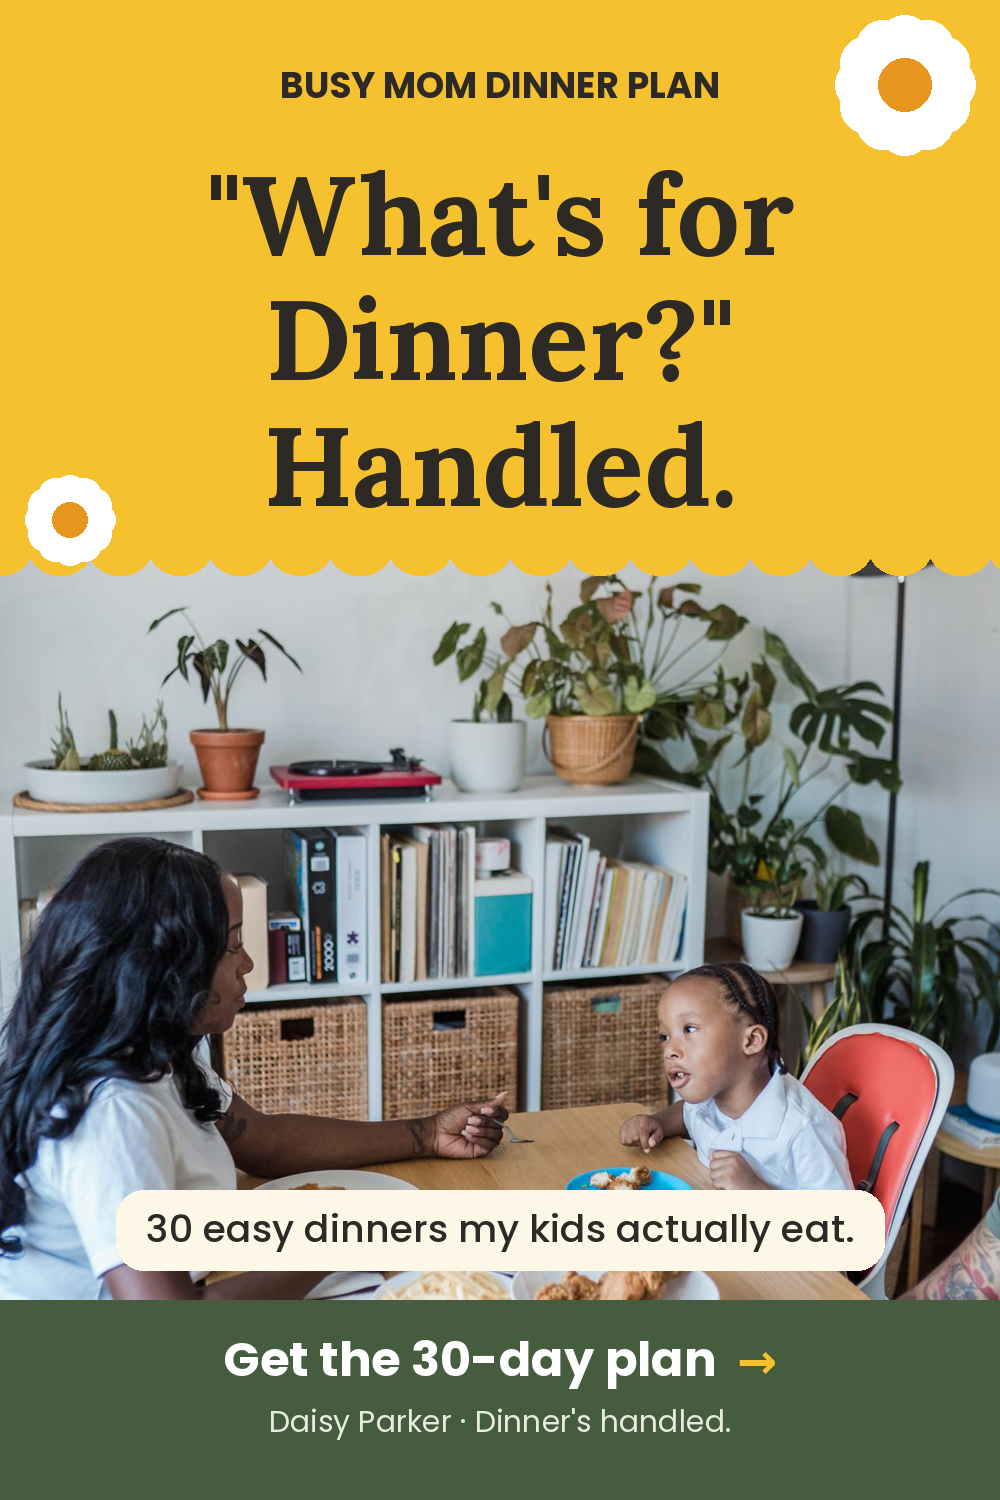 BUSY MOM DINNER PLAN
"What's for
Dinner?"
Handled.
30 easy dinners my kids actually eat.
Get the 30-day plan →
Daisy Parker · Dinner's handled.